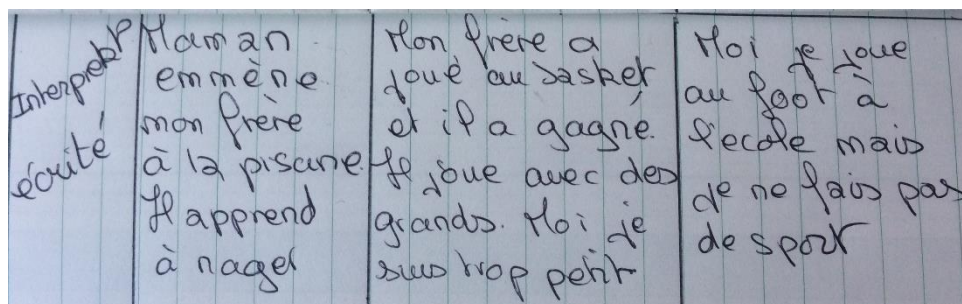 Interpret
écrité
Maman
emmène
mon frère
à la piscine.
Il apprend
à nager
Mon frère a
joué au basket
et il a gagné.
Il joue avec des
grands. Moi je
suis trop petit
Moi je joue
au foot à
l'école mais
je ne fais pas
de sport